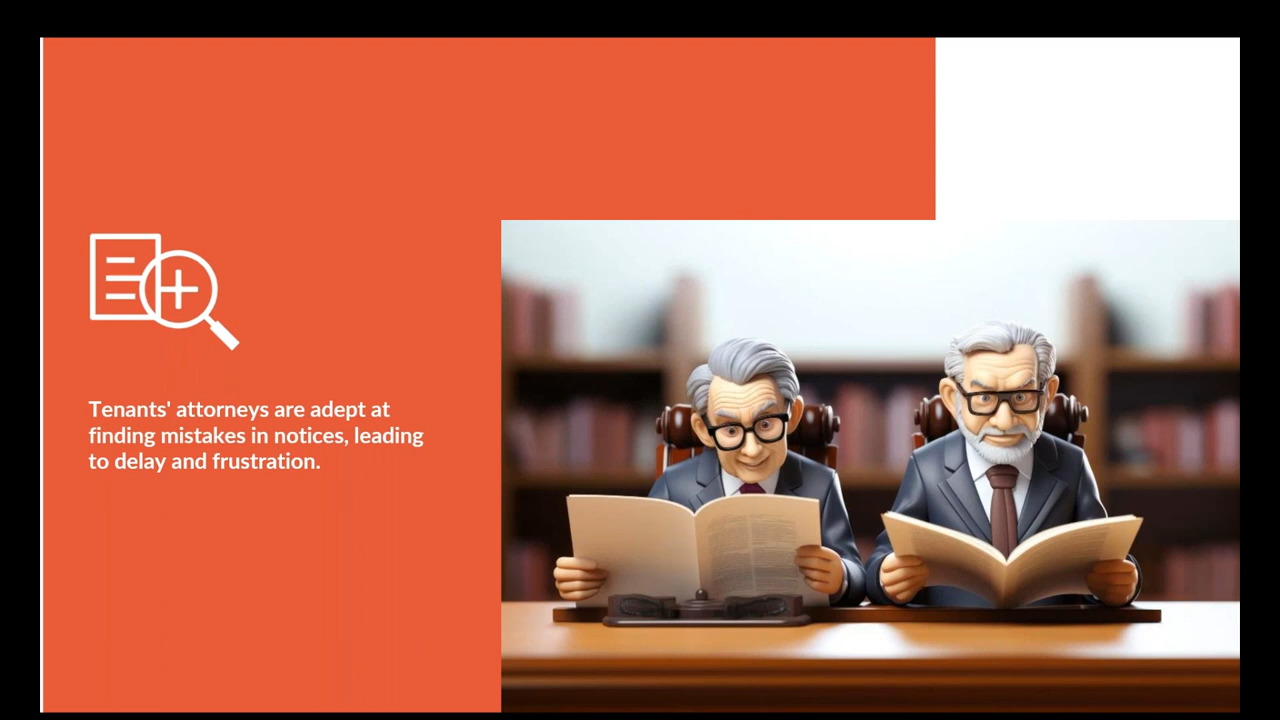 Tenants' attorneys are adept at
finding mistakes in notices, leading
to delay and frustration.